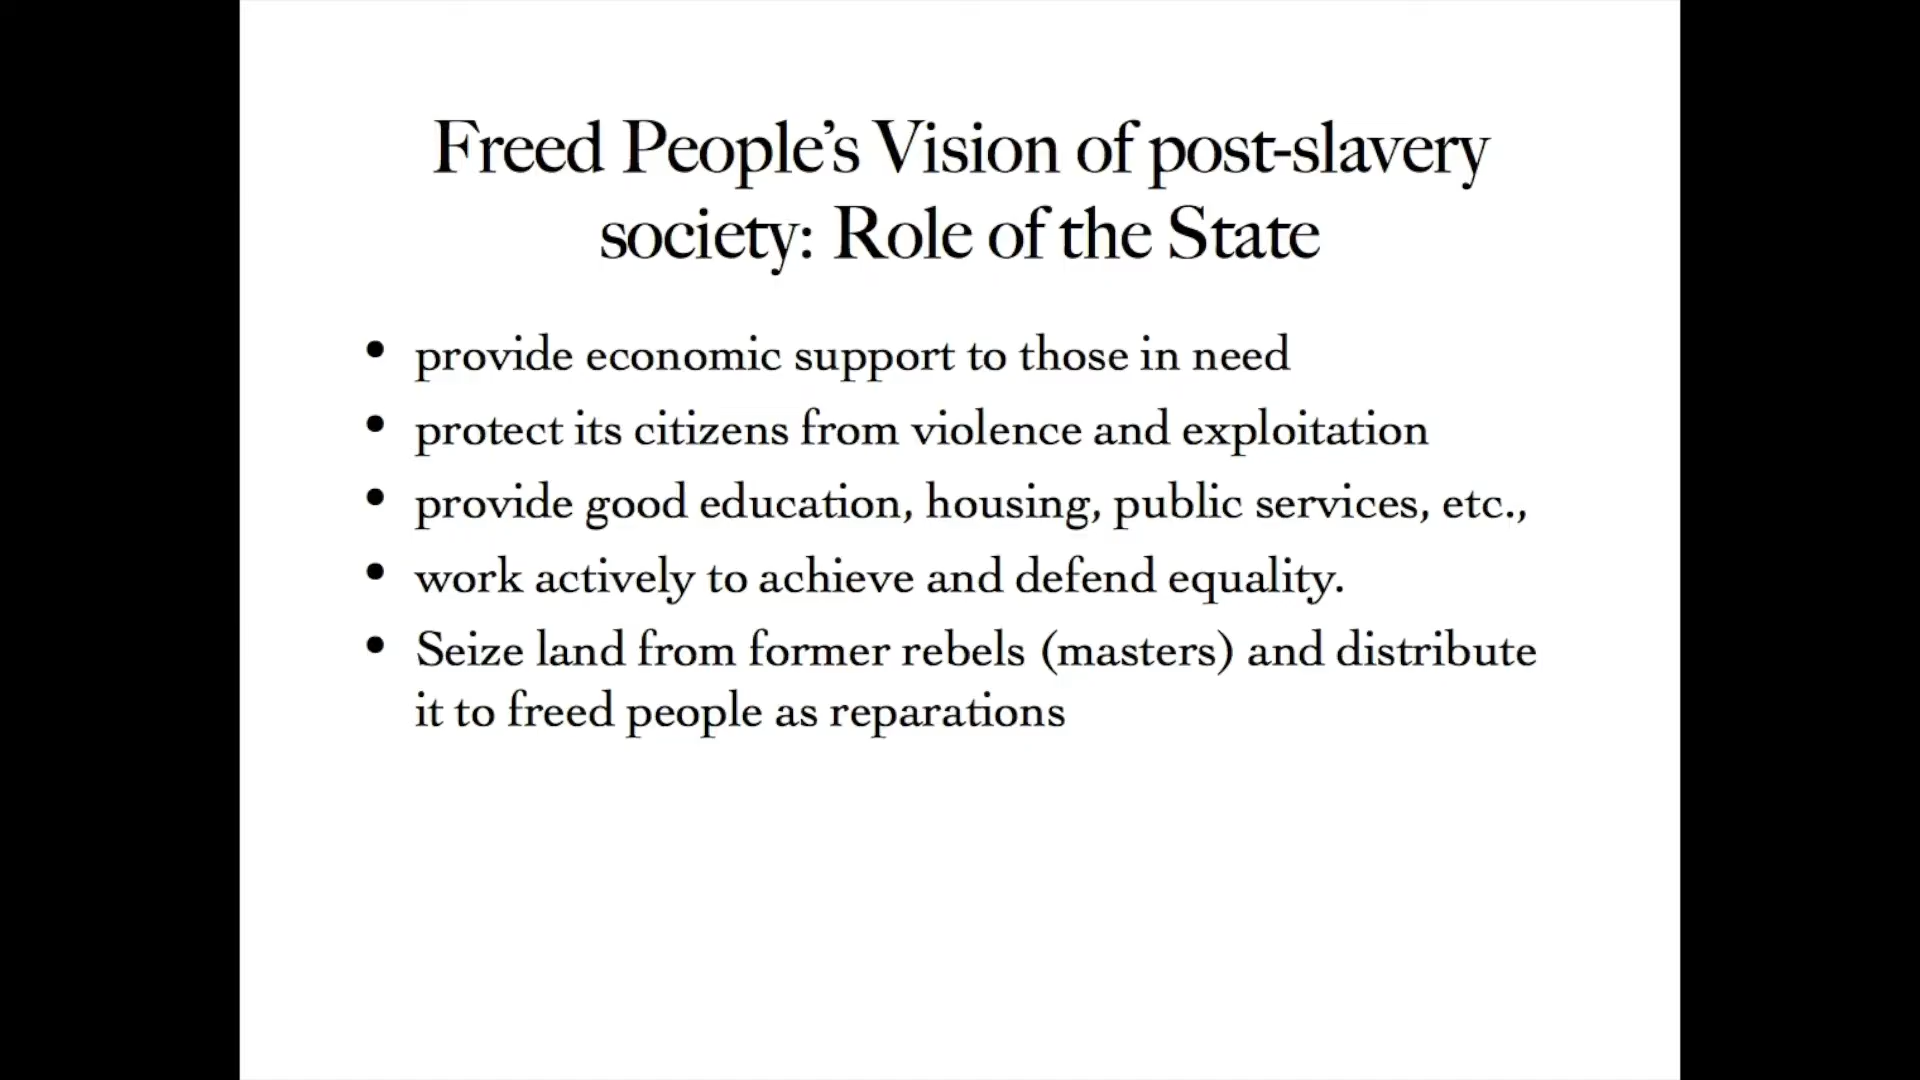 Freed People’s Vision of post-slavery
society: Role of the State
• provide economic support to those in need
• protect its citizens from violence and exploitation
• provide good education, housing, public services, etc.,
• work actively to achieve and defend equality.
• Seize land from former rebels (masters) and distribute
it to freed people as reparations